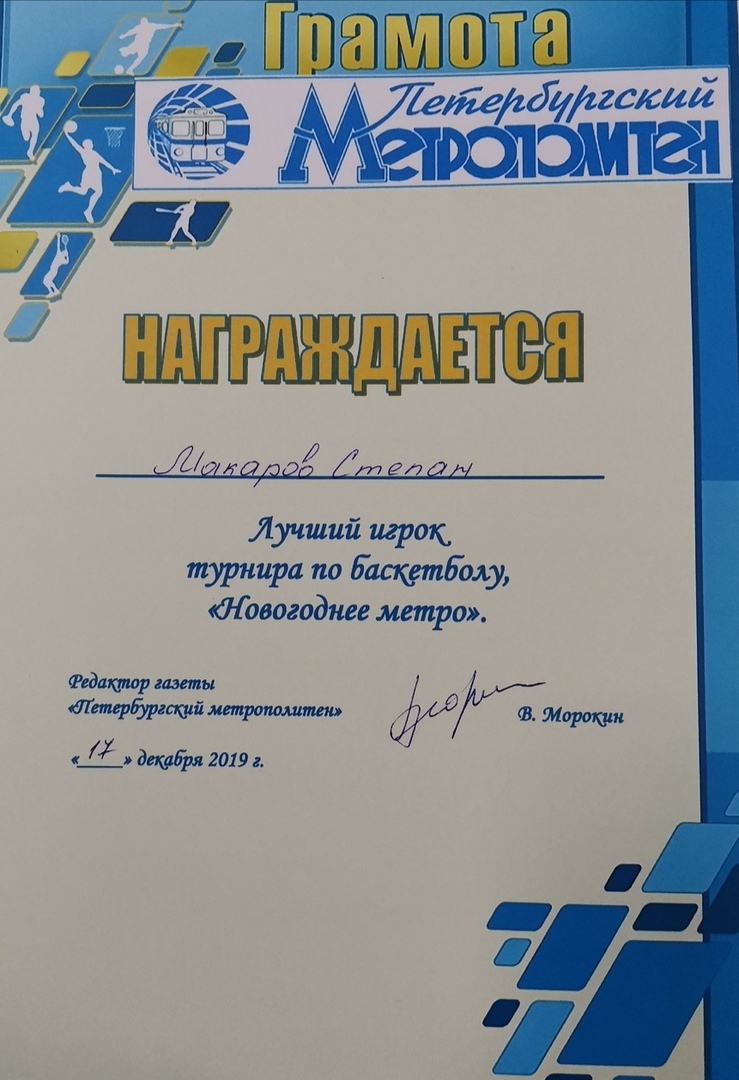 Грамота
Петербургский
Метрополитен
НАГРАЖДАЕТСЯ
Макаров Степан
Лучший игрок
турнира по баскетболу,
«Новогоднее метро».
Редактор газеты
«Петербургский метрополитен»
В. Морокин
«17» декабря 2019 г.